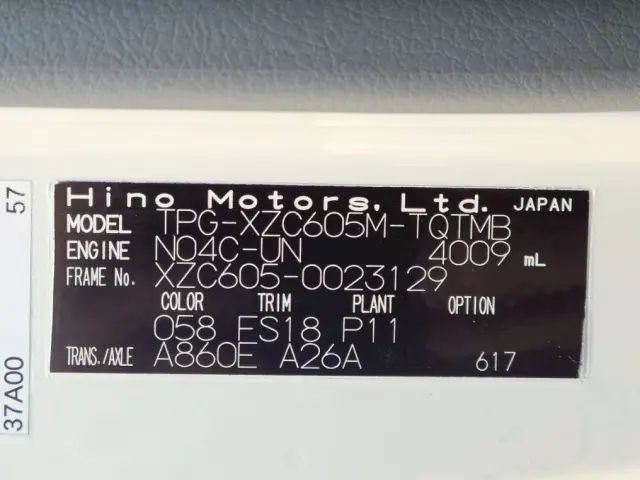 Hino Motors, Ltd. JAPAN
MODEL TPG-XZC605M-TQTMB
ENGINE N04C-UN 4009 mL
FRAME No. XZC605-0023129
COLOR TRIM PLANT OPTION
058 ES18 P11
TRANS./AXLE A860E A26A 617
57
37A00